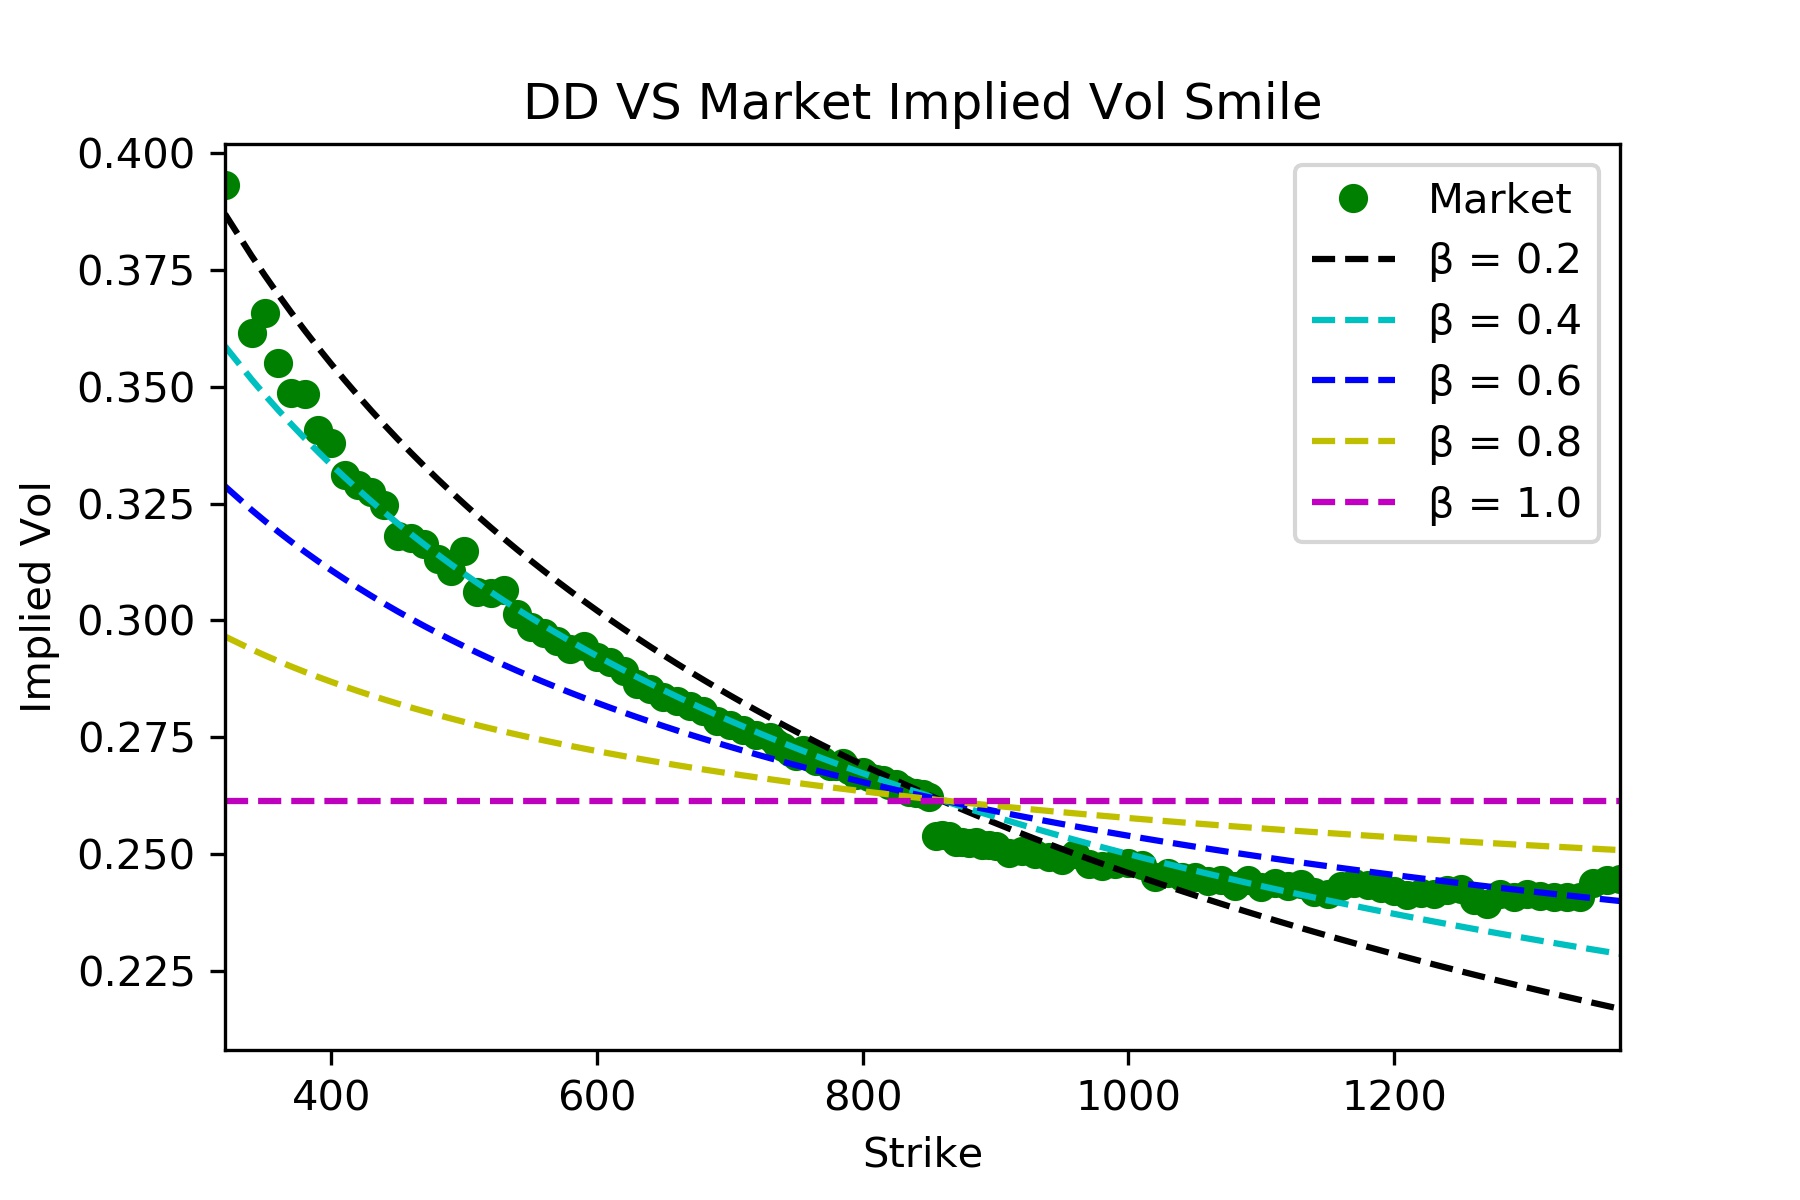 DD VS Market Implied Vol Smile
0.400
0.375
0.350
0.325
0.300
0.275
0.250
0.225
Implied Vol
400 600 800 1000 1200
Strike
Market
β = 0.2
β = 0.4
β = 0.6
β = 0.8
β = 1.0